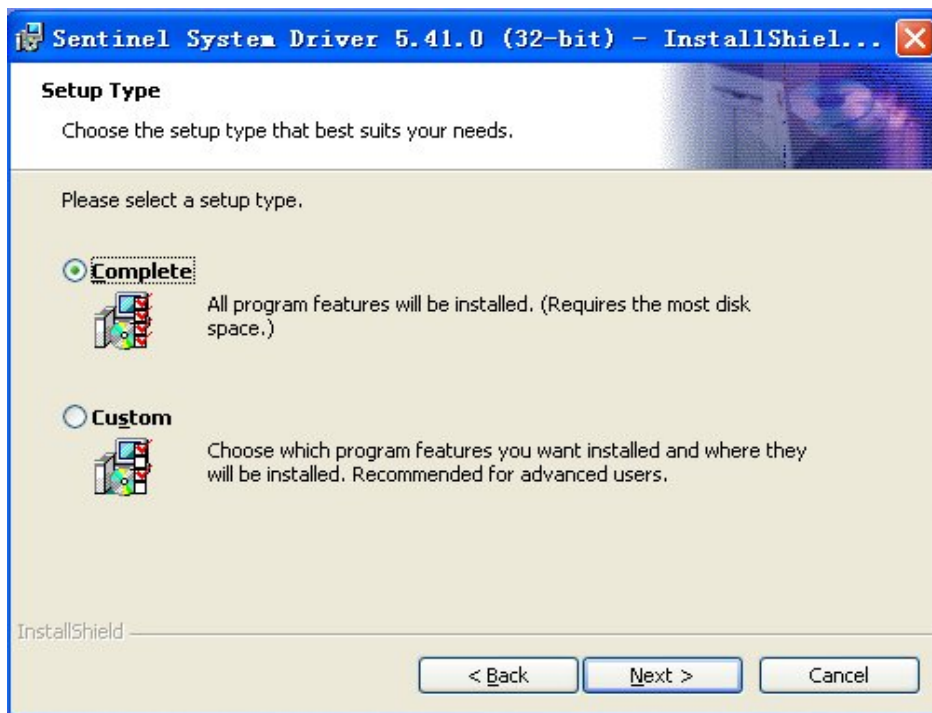 Sentinel System Driver 5.41.0 (32-bit) - InstallShiel...
Setup Type
Choose the setup type that best suits your needs.
Please select a setup type.
Complete
All program features will be installed. (Requires the most disk
space.)
Custom
Choose which program features you want installed and where they
will be installed. Recommended for advanced users.
InstallShield
< Back
Next >
Cancel